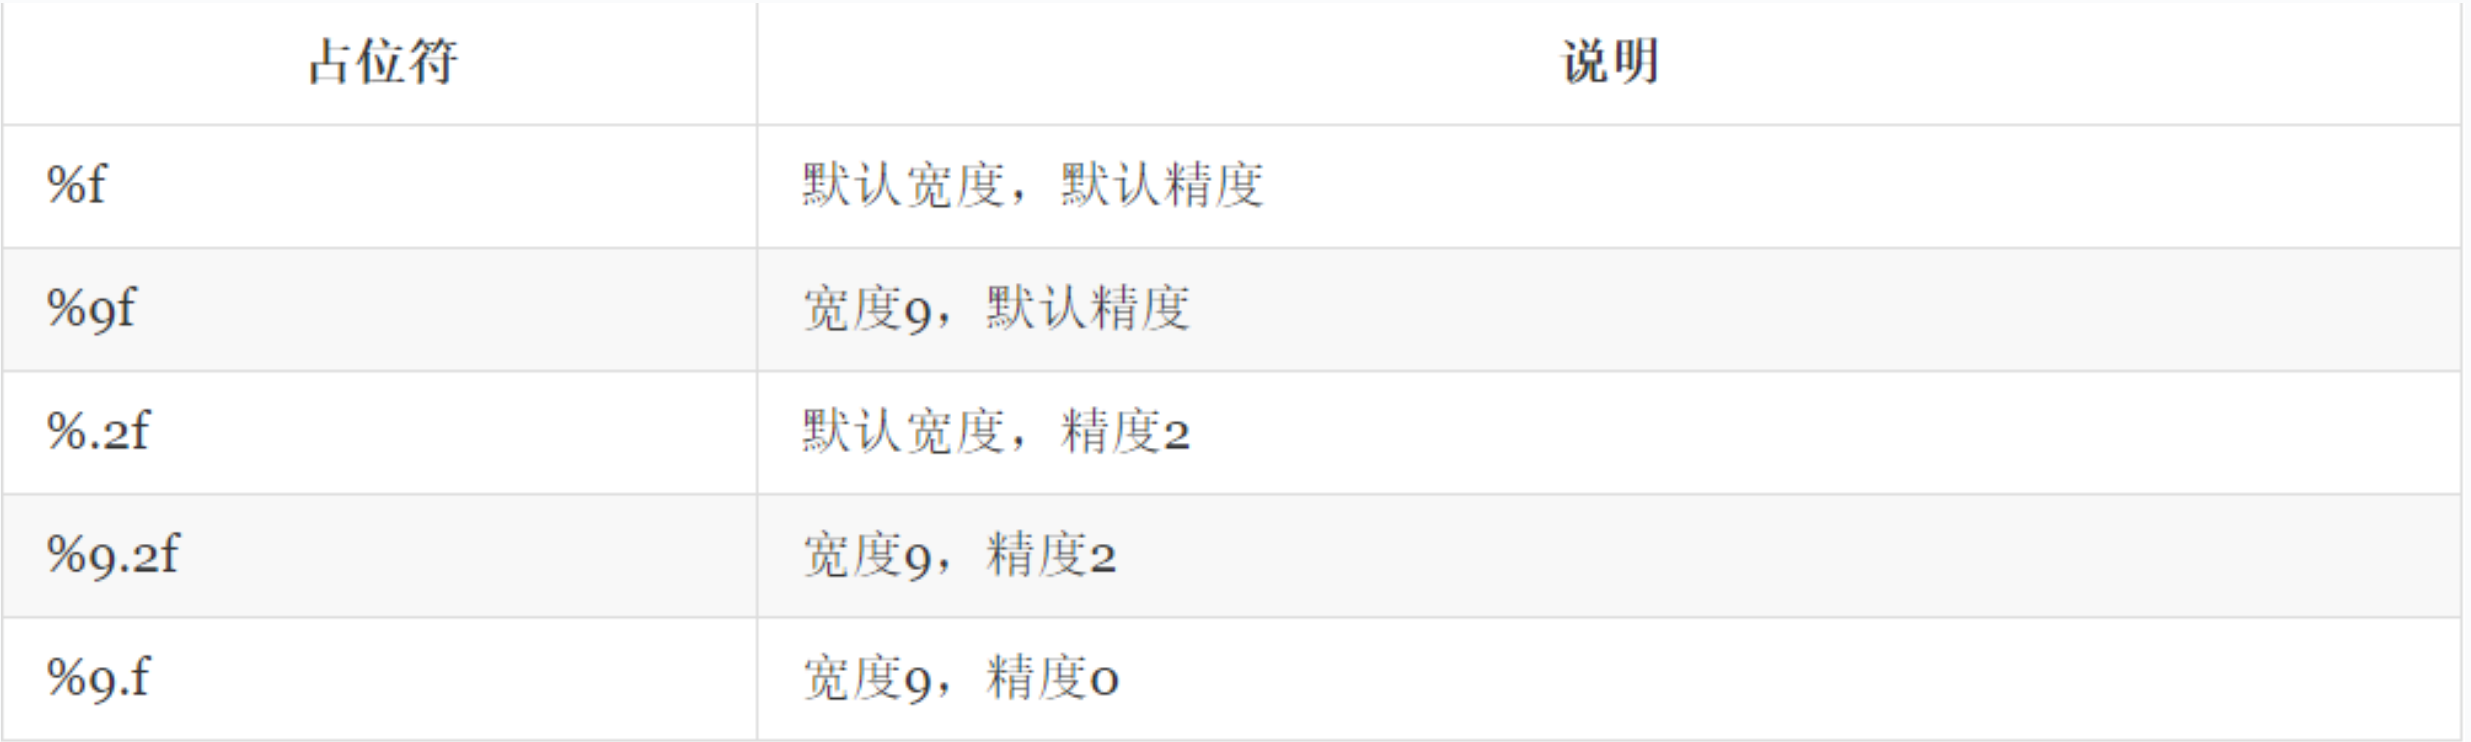 占位符 说明
%f 默认宽度，默认精度
%9f 宽度9，默认精度
%.2f 默认宽度，精度2
%9.2f 宽度9，精度2
%9.f 宽度9，精度0